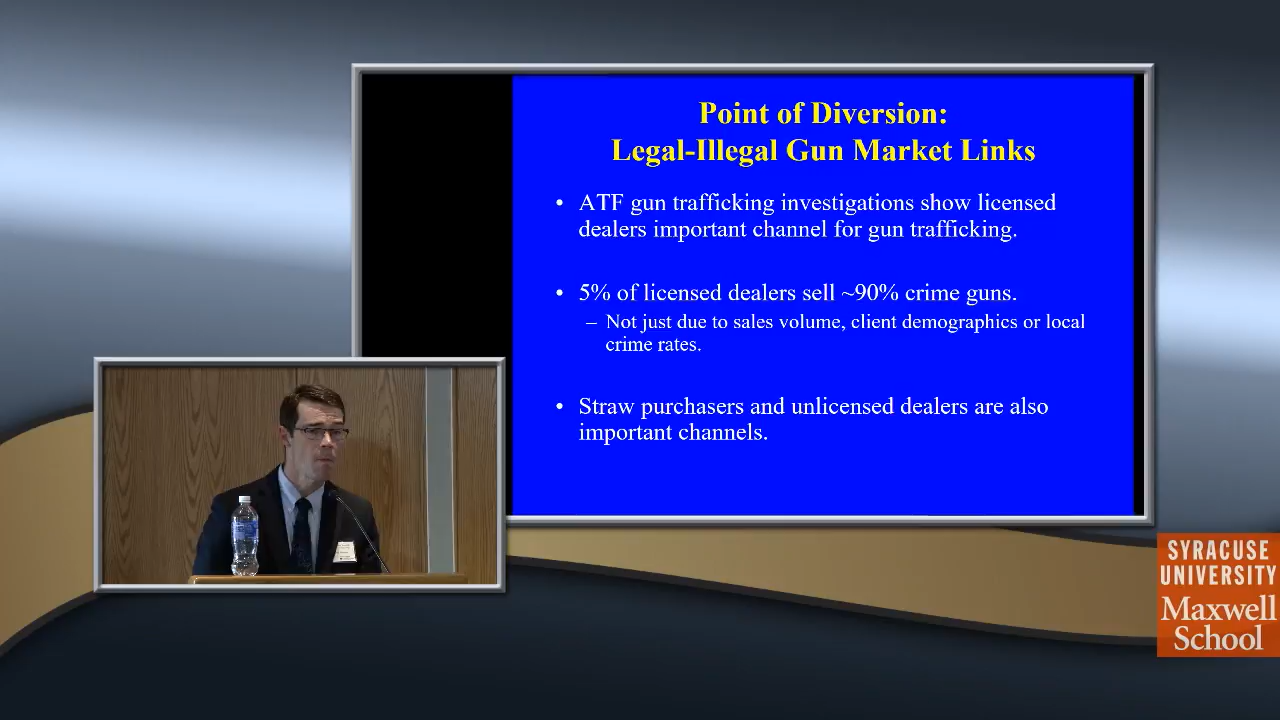 Point of Diversion:
Legal-Illegal Gun Market Links
• ATF gun trafficking investigations show licensed
dealers important channel for gun trafficking.
• 5% of licensed dealers sell ~90% crime guns.
– Not just due to sales volume, client demographics or local
crime rates.
• Straw purchasers and unlicensed dealers are also
important channels.
SYRACUSE
UNIVERSITY
Maxwell
School